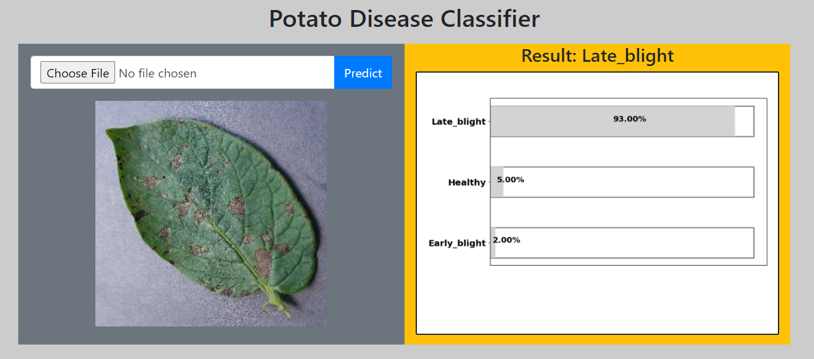 Potato Disease Classifier
Choose File No file chosen Predict
Result: Late_blight
Late_blight 93.00%
Healthy 5.00%
Early_blight 2.00%